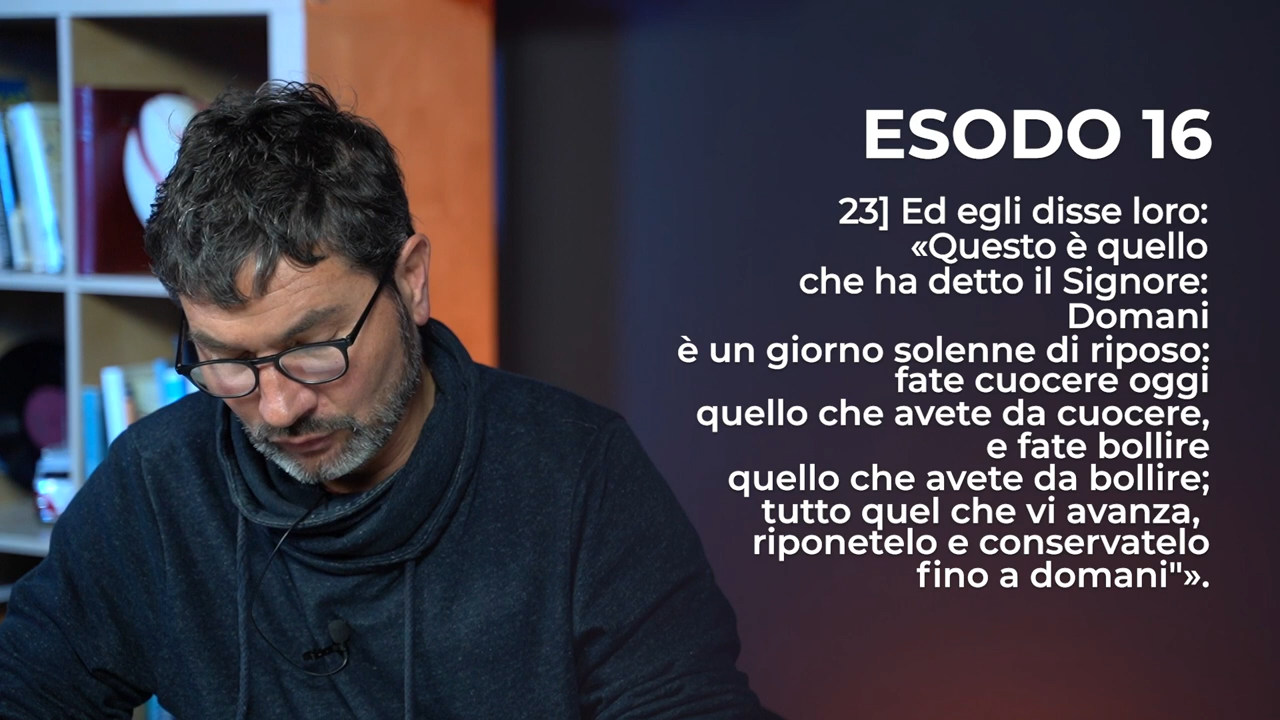 ESODO 16
23] Ed egli disse loro:
«Questo è quello
che ha detto il Signore:
Domani
è un giorno solenne di riposo:
fate cuocere oggi
quello che avete da cuocere,
e fate bollire
quello che avete da bollire;
tutto quel che vi avanza,
riponetelo e conservatelo
fino a domani"».